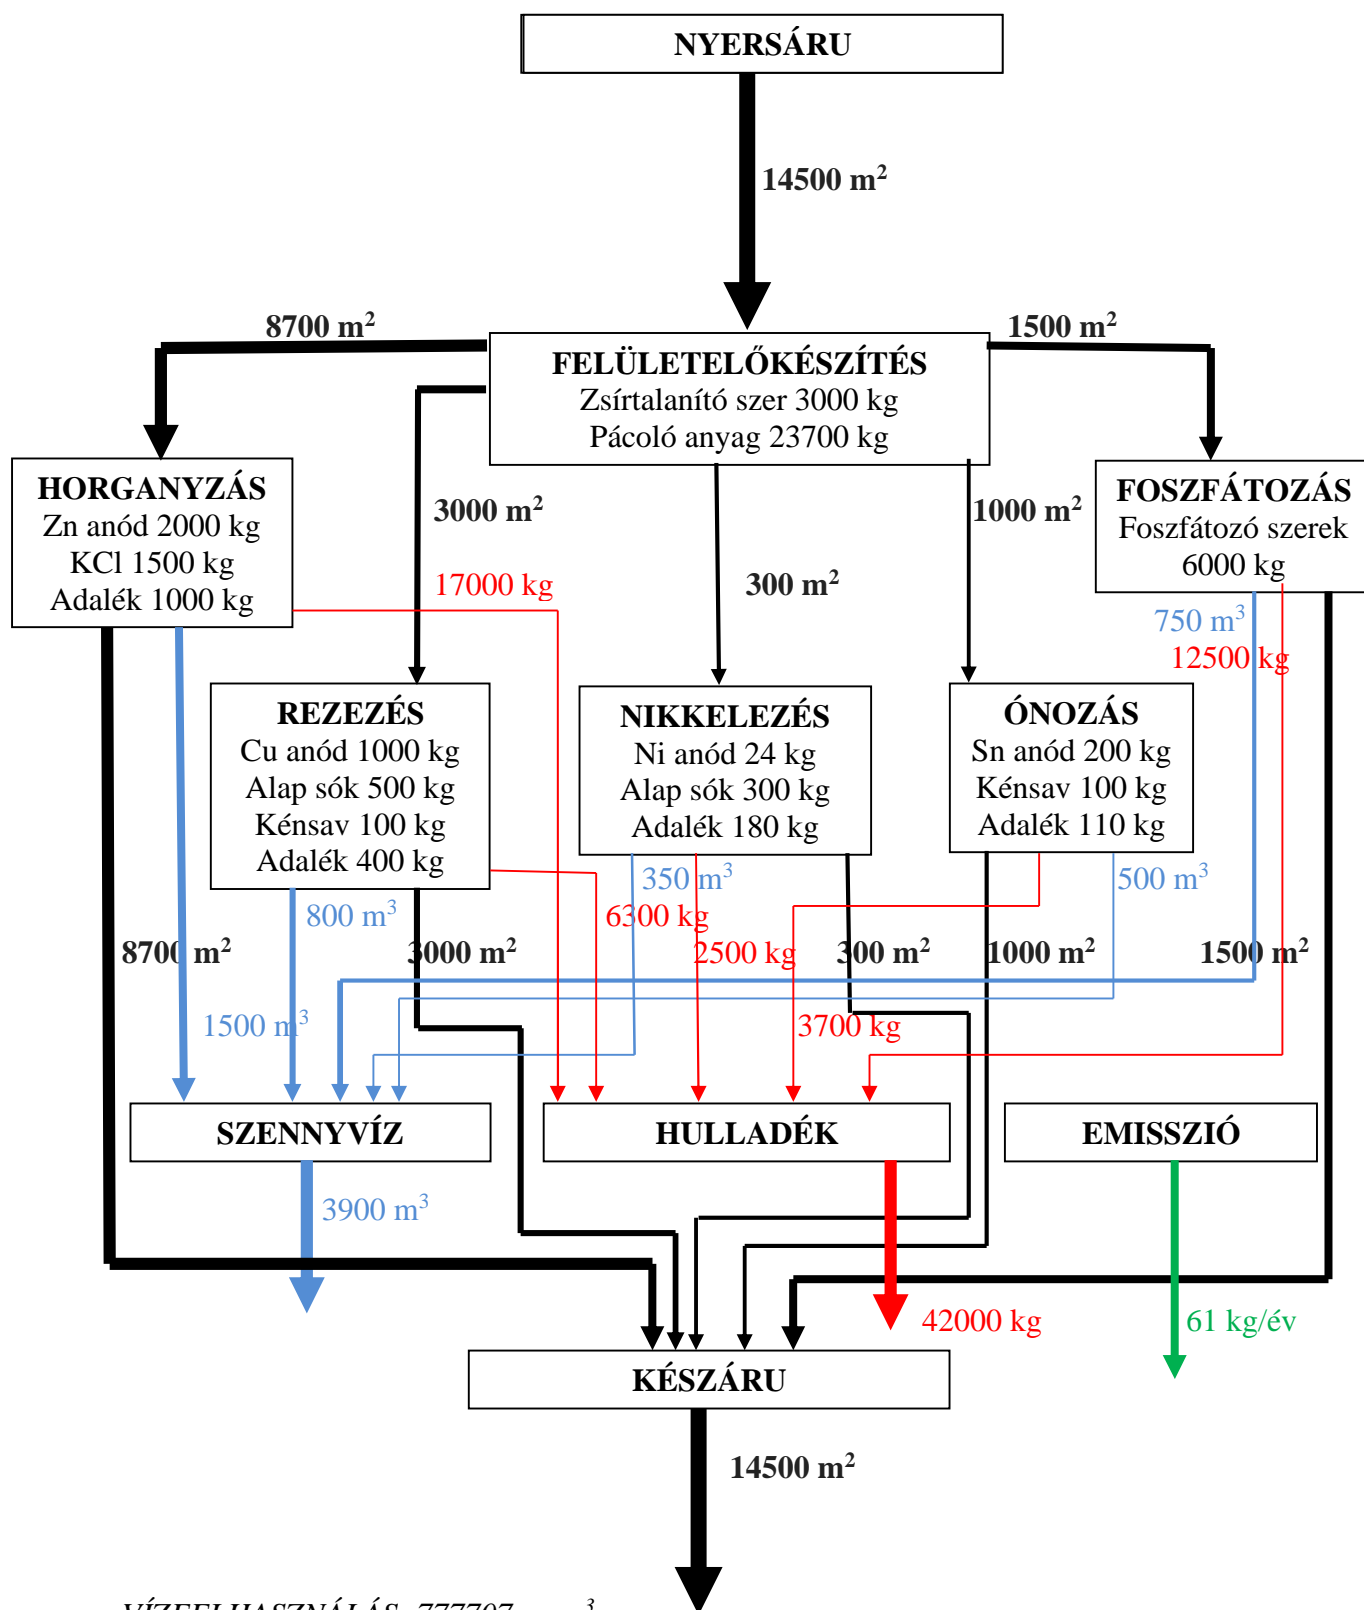 NYERSÁRU
14500 m²
8700 m²
1500 m²
FELÜLETELŐKÉSZÍTÉS
Zsírtalanító szer 3000 kg
Pácoló anyag 23700 kg
HORGANYZÁS
Zn anód 2000 kg
KCl 1500 kg
Adalék 1000 kg
3000 m²
300 m²
1000 m²
FOSZFÁTOZÁS
Foszfátozó szerek
6000 kg
17000 kg
750 m³
12500 kg
REZEZÉS
Cu anód 1000 kg
Alap sók 500 kg
Kénsav 100 kg
Adalék 400 kg
NIKKELEZÉS
Ni anód 24 kg
Alap sók 300 kg
Adalék 180 kg
ÓNOZÁS
Sn anód 200 kg
Kénsav 100 kg
Adalék 110 kg
800 m³
6300 kg
350 m³
500 m³
8700 m²
3000 m²
2500 kg
300 m²
1000 m²
1500 m²
1500 m³
3700 kg
SZENNYVÍZ
HULLADÉK
EMISSZIÓ
3900 m³
42000 kg
61 kg/év
KÉSZÁRU
14500 m²